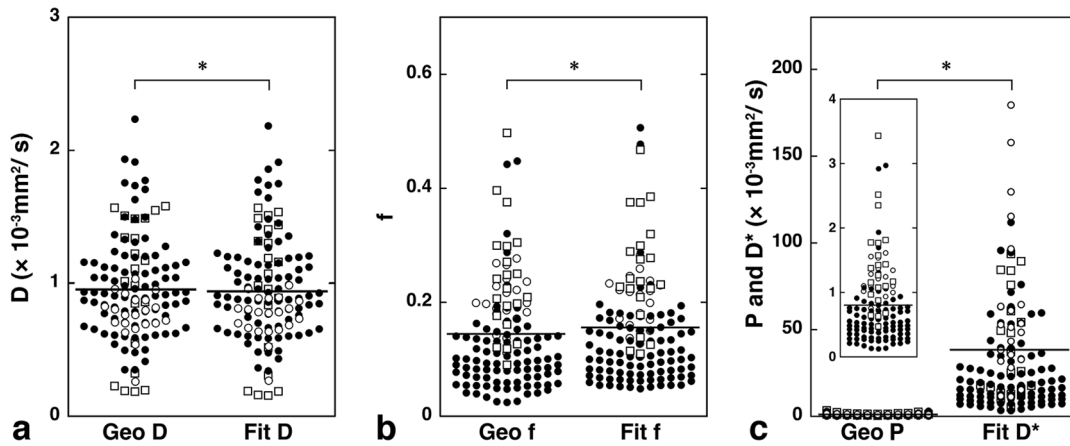 3
2
1
0
D (× 10⁻³mm²/ s)
*
Geo D
Fit D
a
0.6
0.4
0.2
0
f
*
Geo f
Fit f
b
200
150
100
50
0
P and D* (× 10⁻³mm²/ s)
*
4
3
2
1
0
Geo P
Fit D*
c